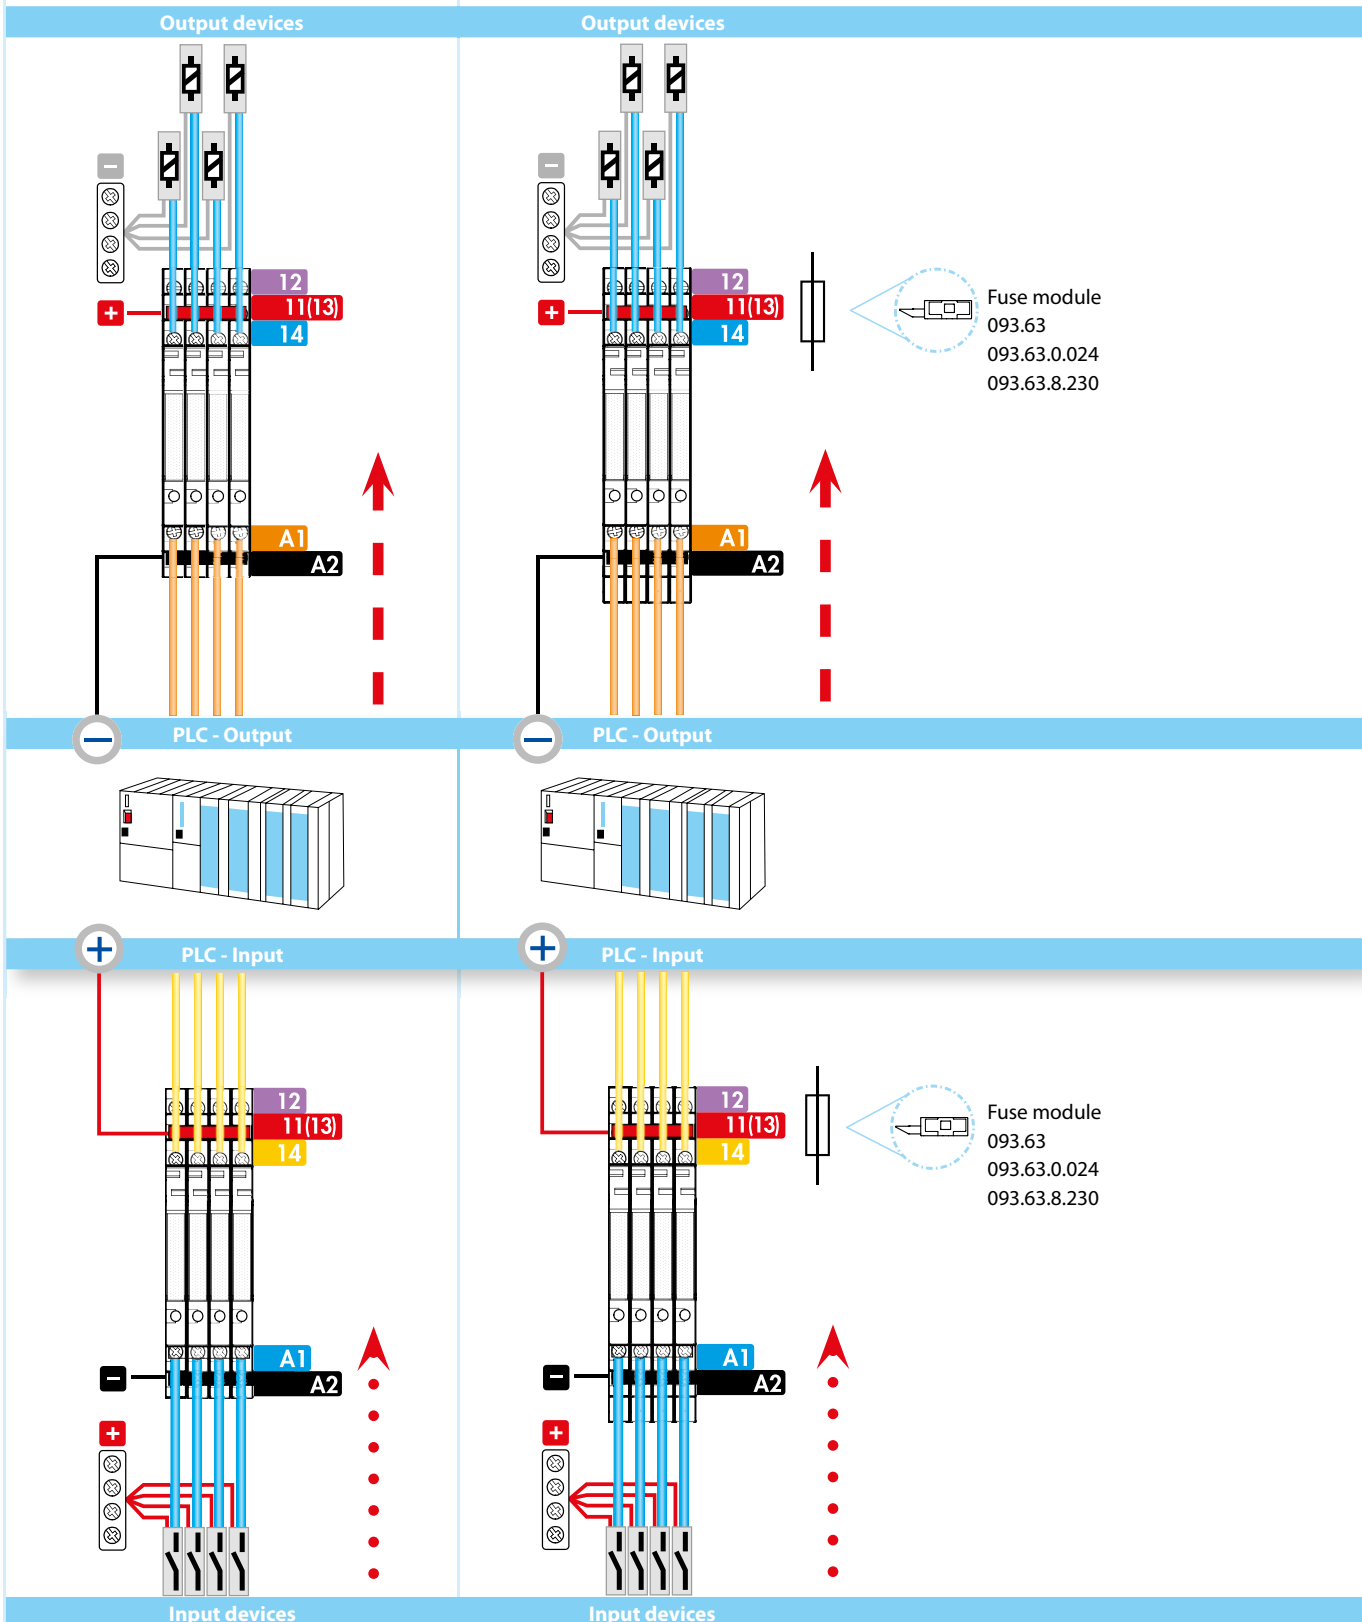 Output devices
Output devices
12
11(13)
14
A1
A2
12
11(13)
14
A1
A2
Fuse module
093.63
093.63.0.024
093.63.8.230
PLC - Output
PLC - Output
PLC - Input
PLC - Input
12
11(13)
14
A1
A2
12
11(13)
14
A1
A2
Fuse module
093.63
093.63.0.024
093.63.8.230
Input devices
Input devices